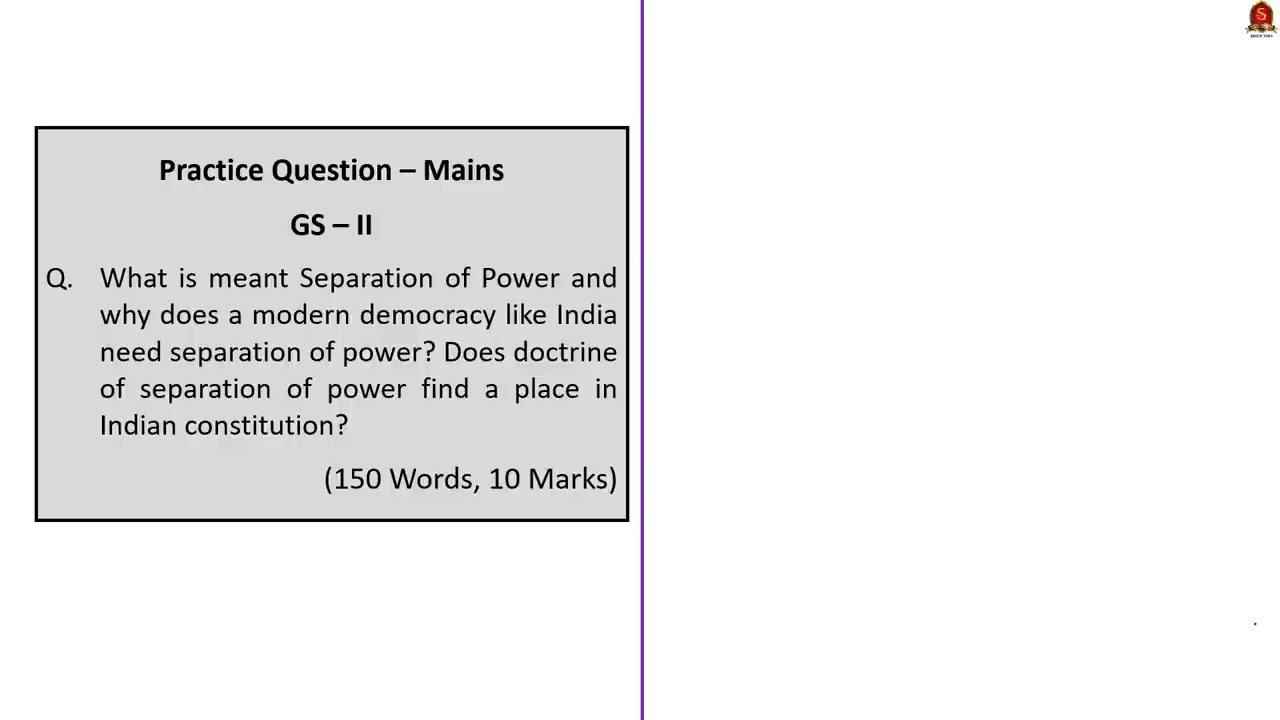 Practice Question – Mains
GS – II
Q. What is meant Separation of Power and
why does a modern democracy like India
need separation of power? Does doctrine
of separation of power find a place in
Indian constitution?
(150 Words, 10 Marks)
S